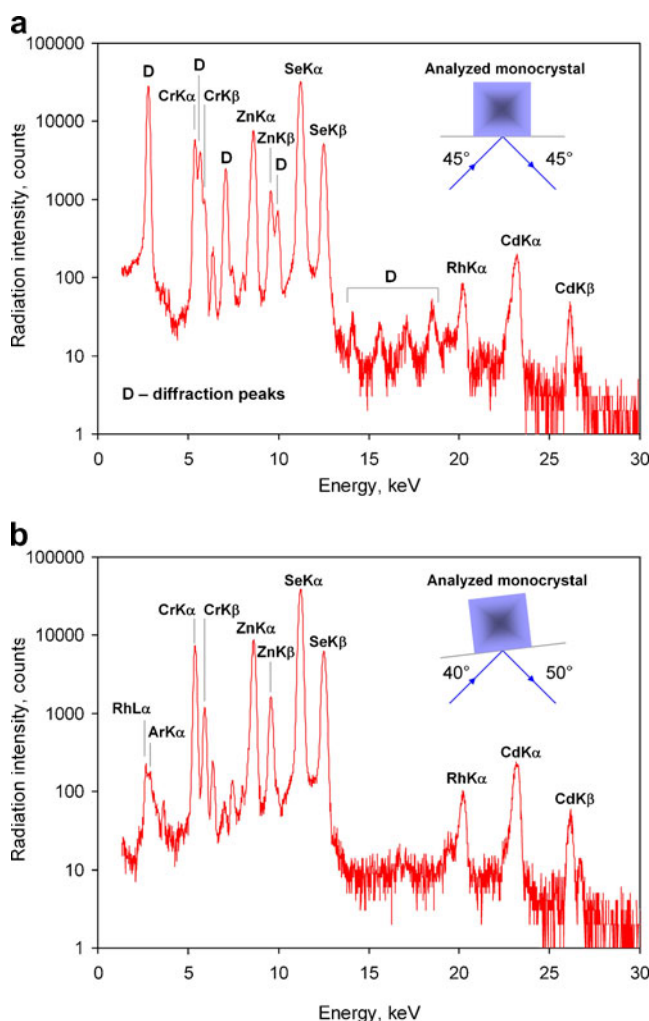 a
100000
10000
1000
100
10
1
Radiation intensity, counts
D
D
CrKα
CrKβ
D
ZnKα
ZnKβ
D
SeKα
SeKβ
D
RhKα
CdKα
CdKβ
Analyzed monocrystal
45° 45°
D – diffraction peaks
0 5 10 15 20 25 30
Energy, keV
b
100000
10000
1000
100
10
1
Radiation intensity, counts
RhLα
ArKα
CrKα
CrKβ
ZnKα
ZnKβ
SeKα
SeKβ
RhKα
CdKα
CdKβ
Analyzed monocrystal
40° 50°
0 5 10 15 20 25 30
Energy, keV